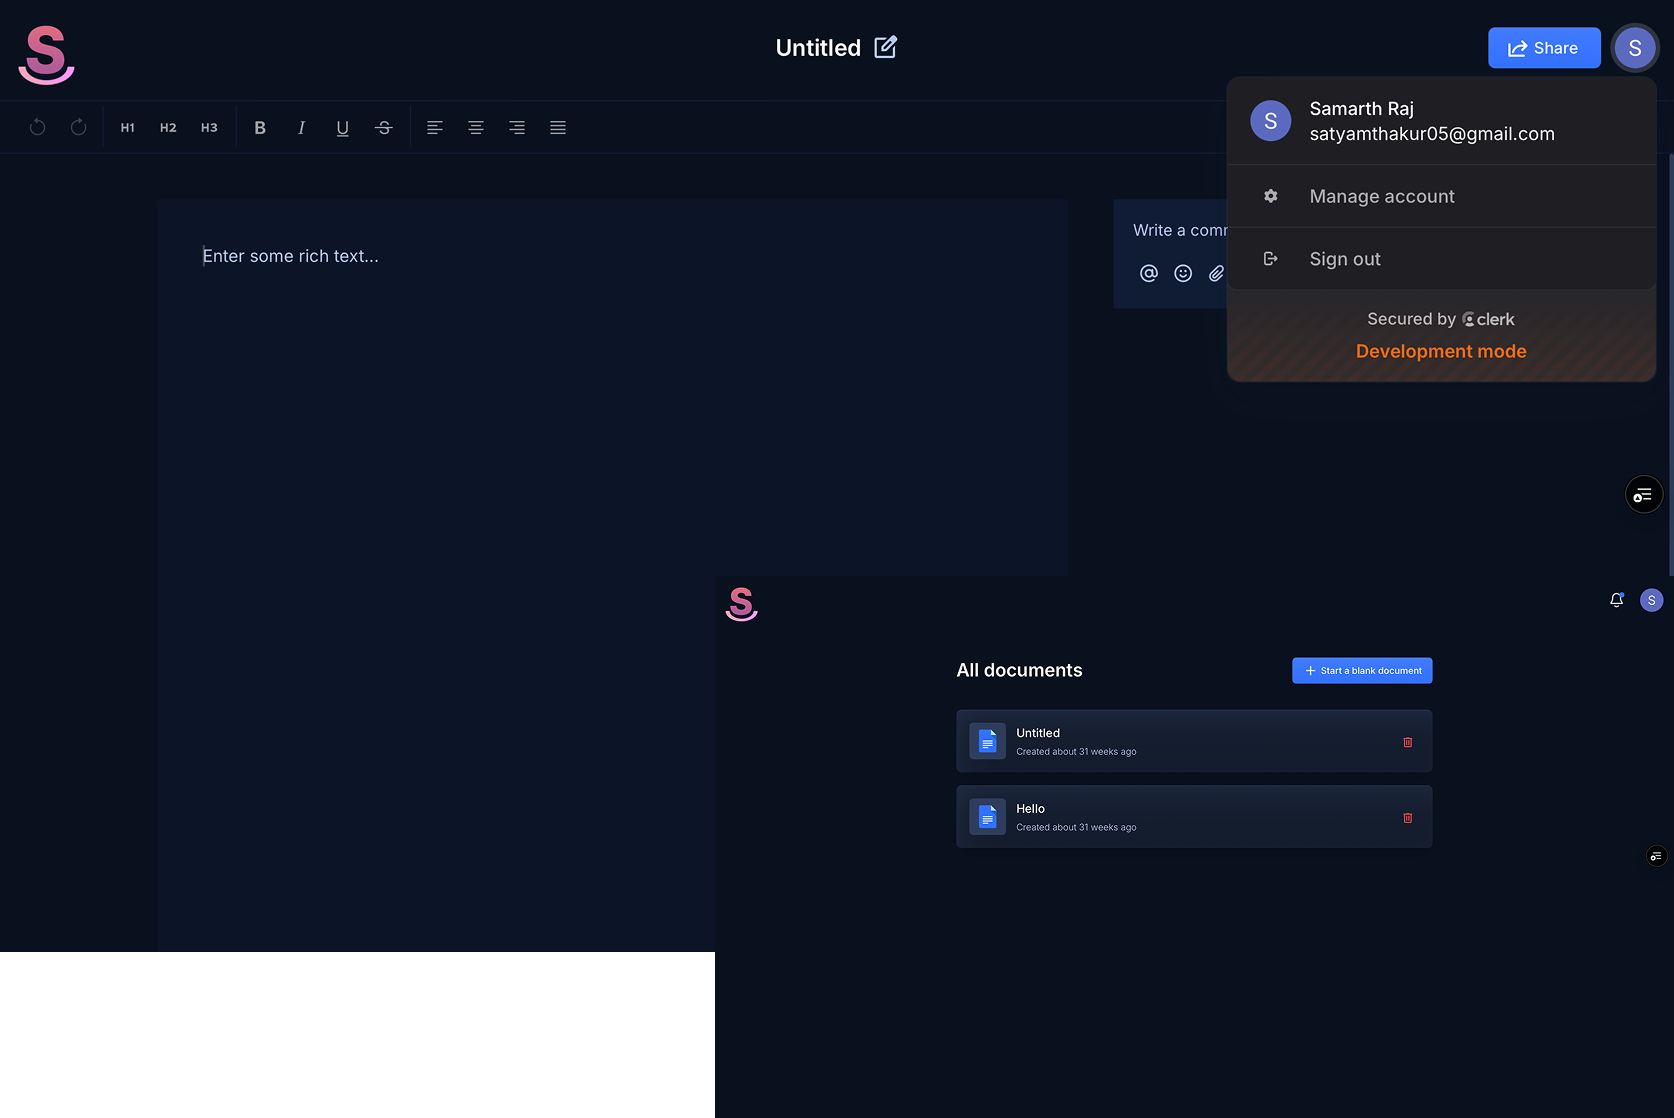 S
Untitled
Share
S
H1 H2 H3 B I U S
S
Samarth Raj
satyamthakur05@gmail.com
Manage account
Sign out
Secured by clerk
Development mode
Enter some rich text...
Write a comm
@
S
S
All documents
+ Start a blank document
Untitled
Created about 31 weeks ago
Hello
Created about 31 weeks ago